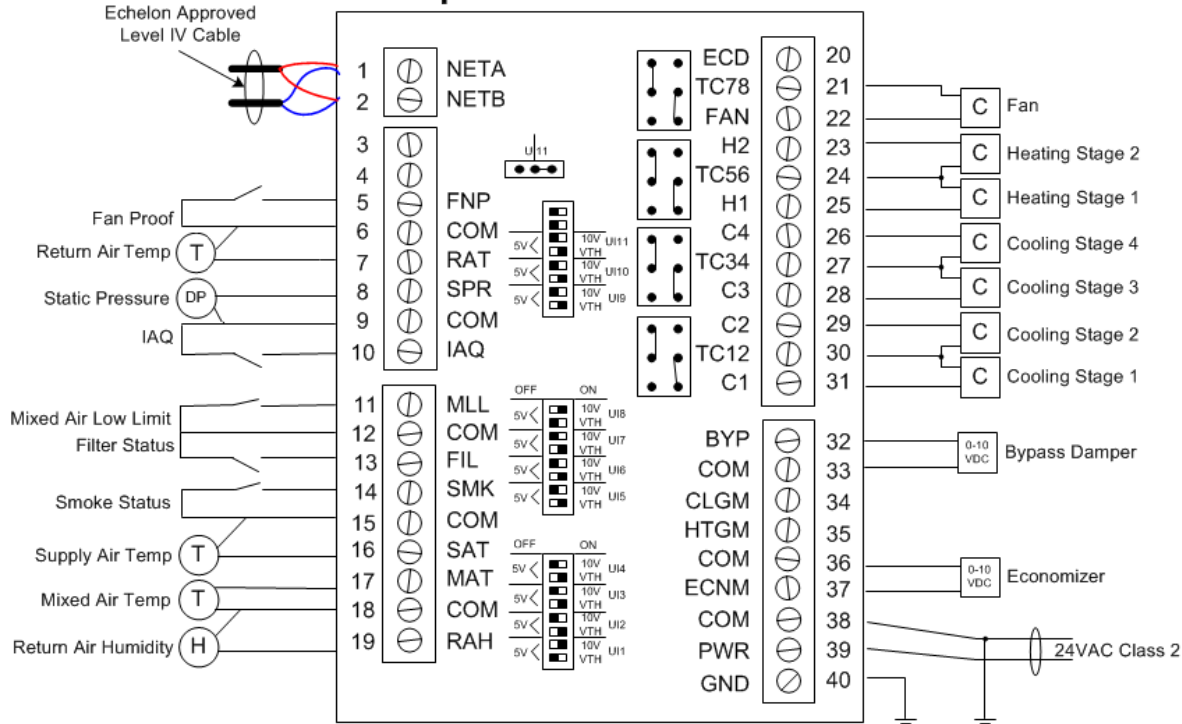 Echelon Approved
Level IV Cable
1 NETA
2 NETB
3
4
5 FNP
6 COM
7 RAT
8 SPR
9 COM
10 IAQ
Fan Proof
Return Air Temp
T
Static Pressure
DP
IAQ
UI11
5V< 10V VTH UI11
5V< 10V VTH UI10
5V< 10V VTH UI9
11 MLL
12 COM
13 FIL
14 SMK
15 COM
16 SAT
17 MAT
18 COM
19 RAH
Mixed Air Low Limit
Filter Status
Smoke Status
Supply Air Temp
T
Mixed Air Temp
T
Return Air Humidity
H
OFF ON
5V< 10V VTH UI8
5V< 10V VTH UI7
5V< 10V VTH UI6
5V< 10V VTH UI5
OFF ON
5V< 10V VTH UI4
5V< 10V VTH UI3
5V< 10V VTH UI2
5V< 10V VTH UI1
ECD 20
TC78 21
FAN 22
H2 23
TC56 24
H1 25
C4 26
TC34 27
C3 28
C2 29
TC12 30
C1 31
C Fan
C Heating Stage 2
C Heating Stage 1
C Cooling Stage 4
C Cooling Stage 3
C Cooling Stage 2
C Cooling Stage 1
BYP 32
COM 33
CLGM 34
HTGM 35
COM 36
ECNM 37
COM 38
PWR 39
GND 40
0-10
VDC
Bypass Damper
0-10
VDC
Economizer
24VAC Class 2